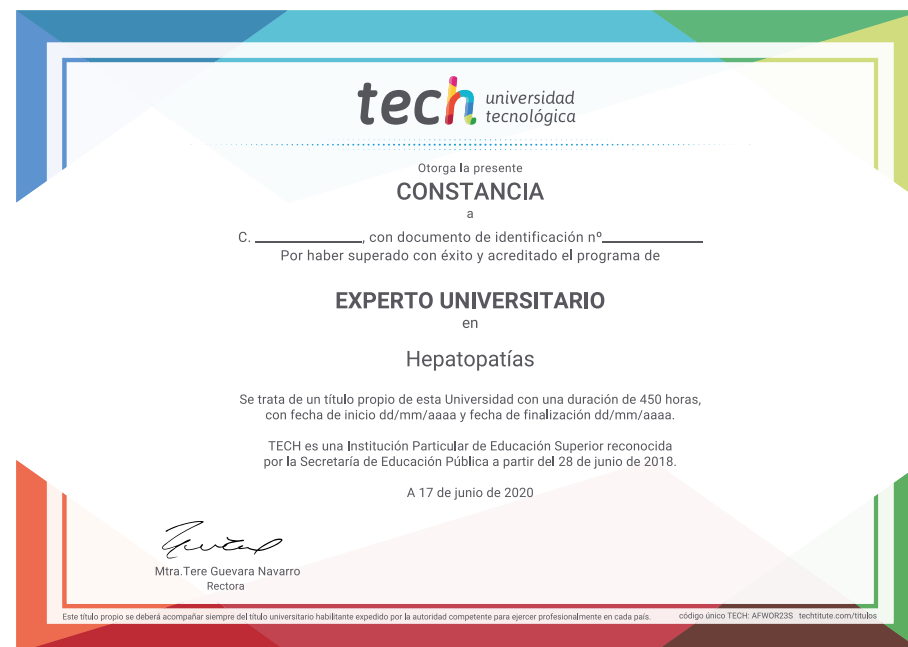 tech universidad
tecnológica
Otorga la presente
CONSTANCIA
a
C. ________________, con documento de identificación nº________________
Por haber superado con éxito y acreditado el programa de
EXPERTO UNIVERSITARIO
en
Hepatopatías
Se trata de un título propio de esta Universidad con una duración de 450 horas,
con fecha de inicio dd/mm/aaaa y fecha de finalización dd/mm/aaaa.
TECH es una Institución Particular de Educación Superior reconocida
por la Secretaría de Educación Pública a partir del 28 de junio de 2018.
A 17 de junio de 2020
Mtra.Tere Guevara Navarro
Rectora
Este título propio se deberá acompañar siempre del título universitario habilitante expedido por la autoridad competente para ejercer profesionalmente en cada país. código único TECH: AFWOR23S techtitute.com/titulos